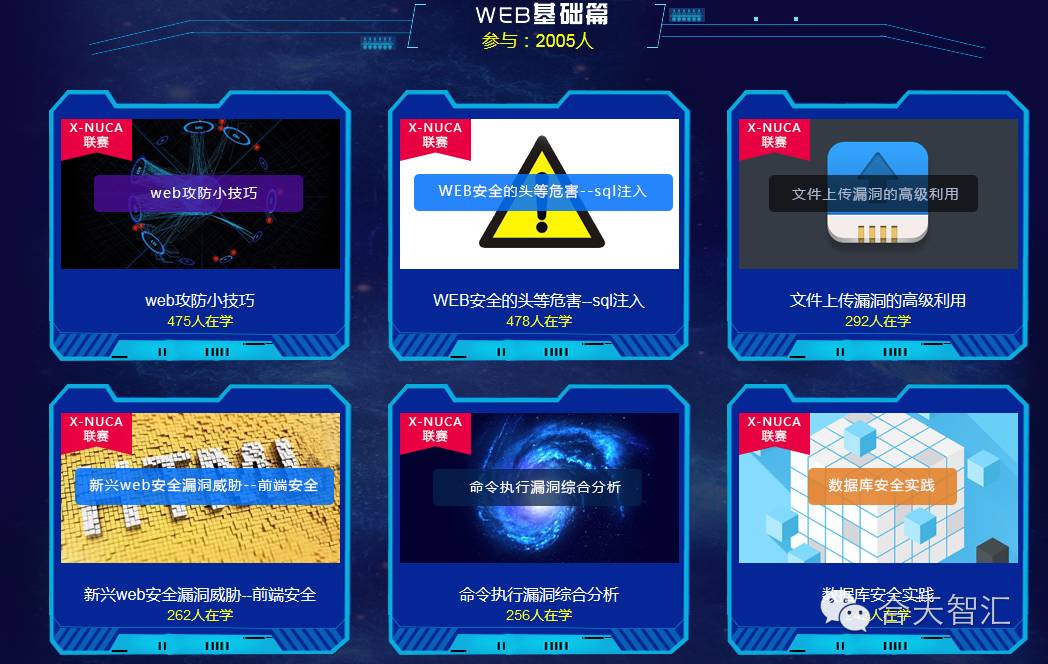 WEB基础篇
参与：2005人
X-NUCA
联赛
web攻防小技巧
web攻防小技巧
475人在学
X-NUCA
联赛
WEB安全的头等危害--sql注入
WEB安全的头等危害--sql注入
478人在学
X-NUCA
联赛
文件上传漏洞的高级利用
文件上传漏洞的高级利用
292人在学
X-NUCA
联赛
新兴web安全漏洞威胁--前端安全
新兴web安全漏洞威胁--前端安全
262人在学
X-NUCA
联赛
命令执行漏洞综合分析
命令执行漏洞综合分析
256人在学
X-NUCA
联赛
数据库安全实践
数据库安全实践
242人在学
合天智汇